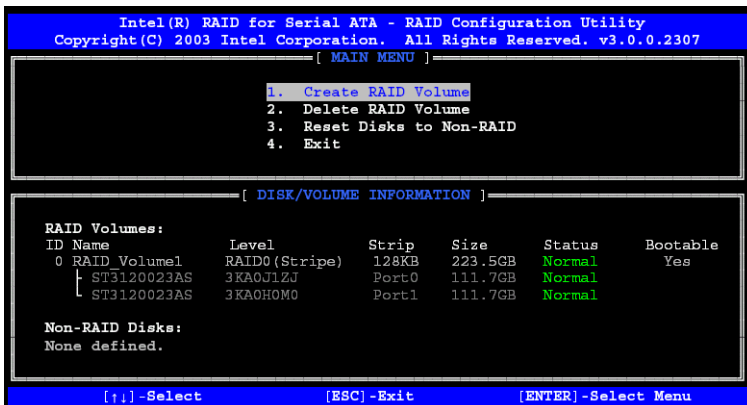 Intel(R) RAID for Serial ATA - RAID Configuration Utility
Copyright(C) 2003 Intel Corporation. All Rights Reserved. v3.0.0.2307
[ MAIN MENU ]
1. Create RAID Volume
2. Delete RAID Volume
3. Reset Disks to Non-RAID
4. Exit
[ DISK/VOLUME INFORMATION ]
RAID Volumes:
ID Name Level Strip Size Status Bootable
0 RAID_Volume1 RAID0(Stripe) 128KB 223.5GB Normal Yes
ST3120023AS 3KA0J1ZJ Port0 111.7GB Normal
ST3120023AS 3KA0H0M0 Port1 111.7GB Normal
Non-RAID Disks:
None defined.
[↑↓]-Select [ESC]-Exit [ENTER]-Select Menu